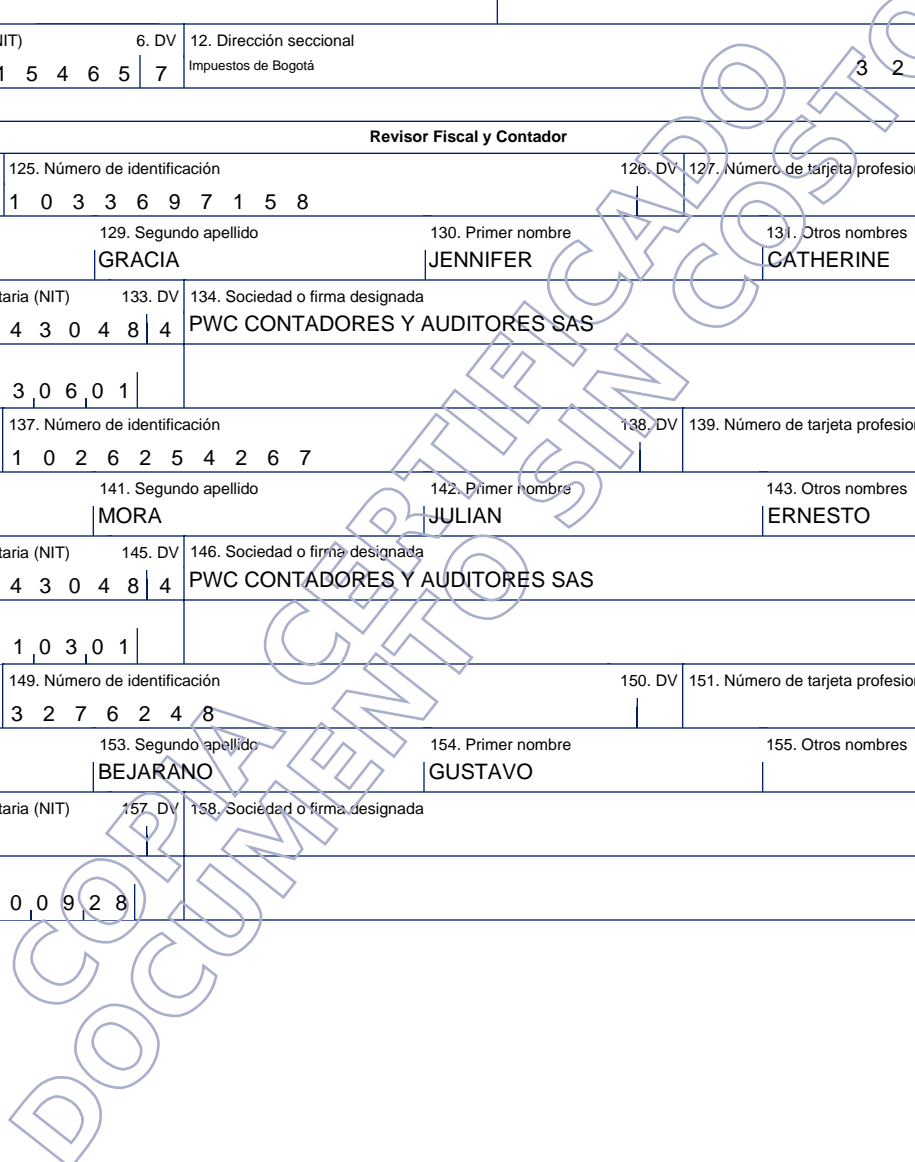 NIT) 6. DV 12. Dirección seccional
1 5 4 6 5 7 Impuestos de Bogotá 3 2
Revisor Fiscal y Contador
125. Número de identificación 126. DV 127. Número de tarjeta profesion
1 0 3 3 6 9 7 1 5 8
129. Segundo apellido 130. Primer nombre 131. Otros nombres
GRACIA JENNIFER CATHERINE
taria (NIT) 133. DV 134. Sociedad o firma designada
4 3 0 4 8 4 PWC CONTADORES Y AUDITORES SAS
3 0 6 0 1
137. Número de identificación 138. DV 139. Número de tarjeta profesion
1 0 2 6 2 5 4 2 6 7
141. Segundo apellido 142. Primer nombre 143. Otros nombres
MORA JULIAN ERNESTO
taria (NIT) 145. DV 146. Sociedad o firma designada
4 3 0 4 8 4 PWC CONTADORES Y AUDITORES SAS
1 0 3 0 1
149. Número de identificación 150. DV 151. Número de tarjeta profesion
3 2 7 6 2 4 8
153. Segundo apellido 154. Primer nombre 155. Otros nombres
BEJARANO GUSTAVO
taria (NIT) 157. DV 158. Sociedad o firma designada
0 0 9 2 8
COPIA CERTIFICADO
DOCUMENTO SIN COSTO